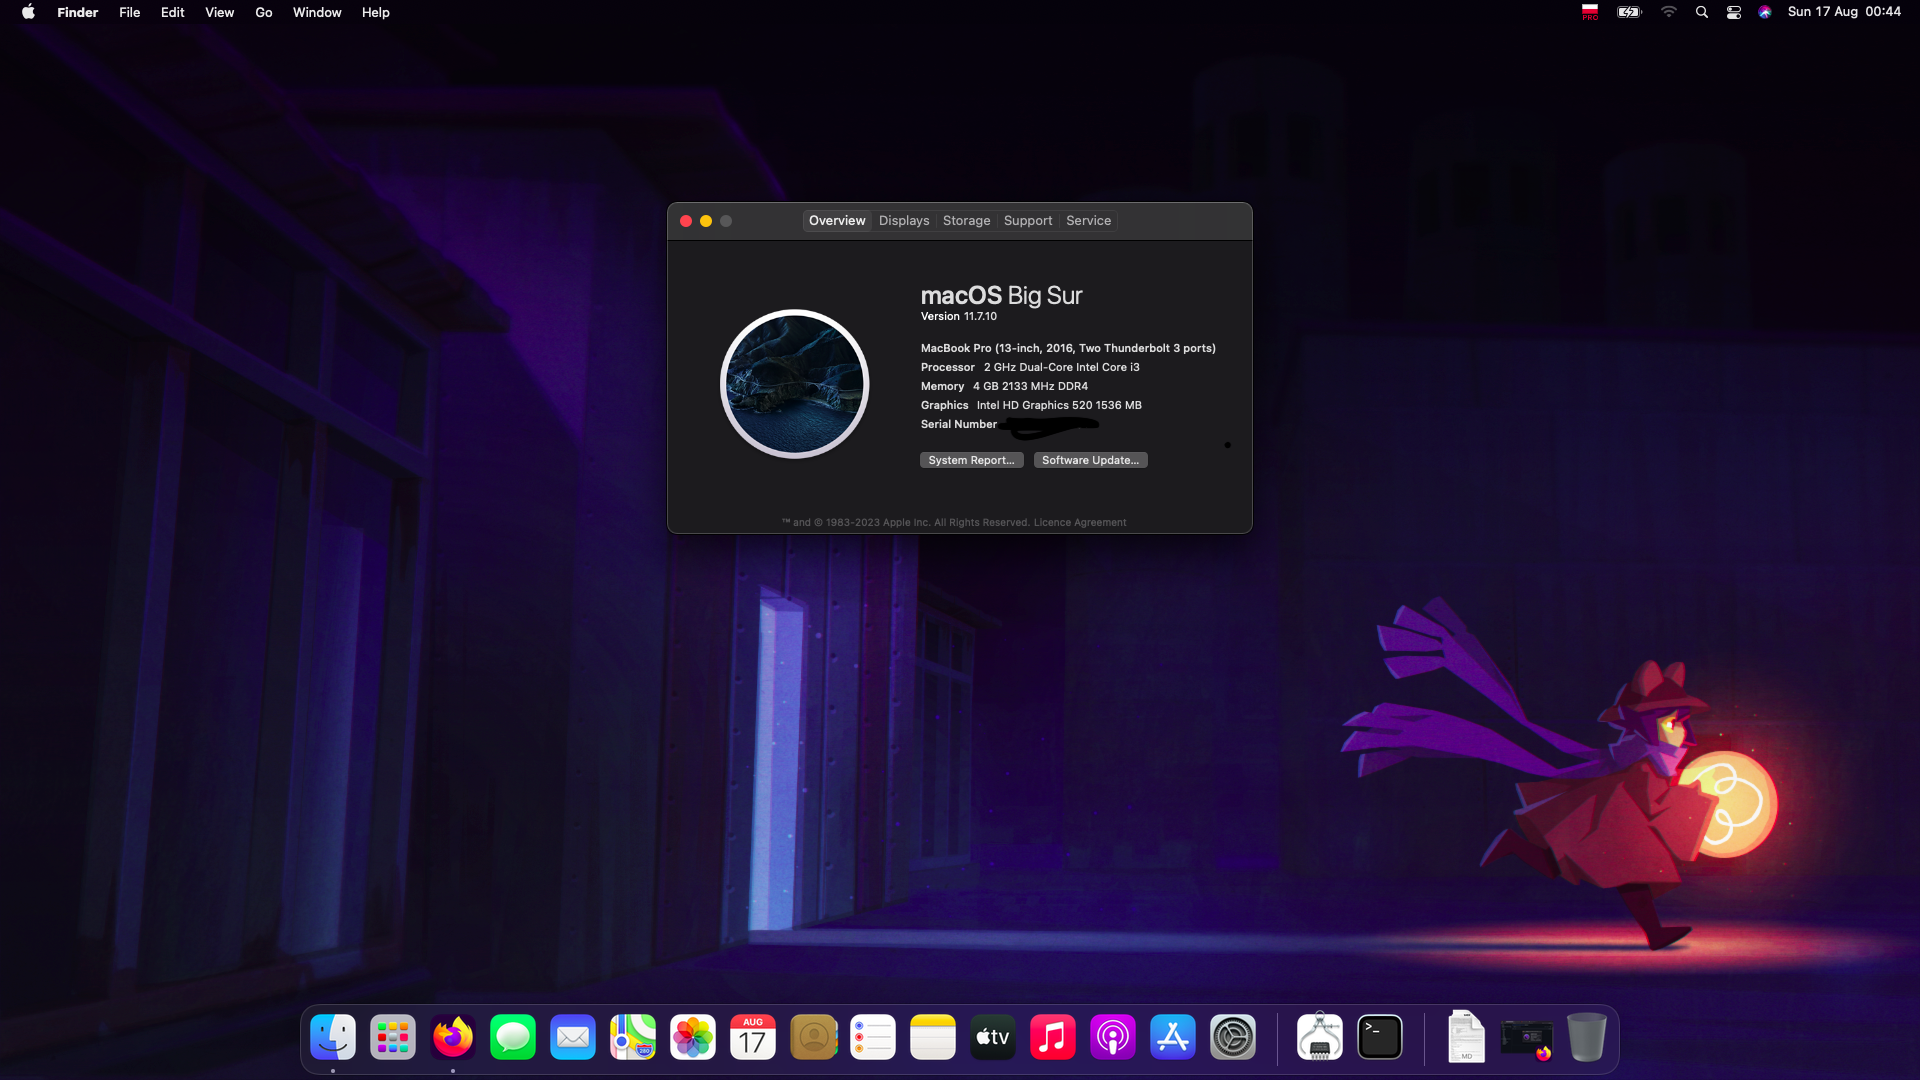 Finder File Edit View Go Window Help
PRO
Sun 17 Aug 00:44
Overview Displays Storage Support Service
macOS Big Sur
Version 11.7.10
MacBook Pro (13-inch, 2016, Two Thunderbolt 3 ports)
Processor 2 GHz Dual-Core Intel Core i3
Memory 4 GB 2133 MHz DDR4
Graphics Intel HD Graphics 520 1536 MB
Serial Number
System Report... Software Update...
™ and © 1983-2023 Apple Inc. All Rights Reserved. Licence Agreement
280
AUG
17
tv
>_
MD